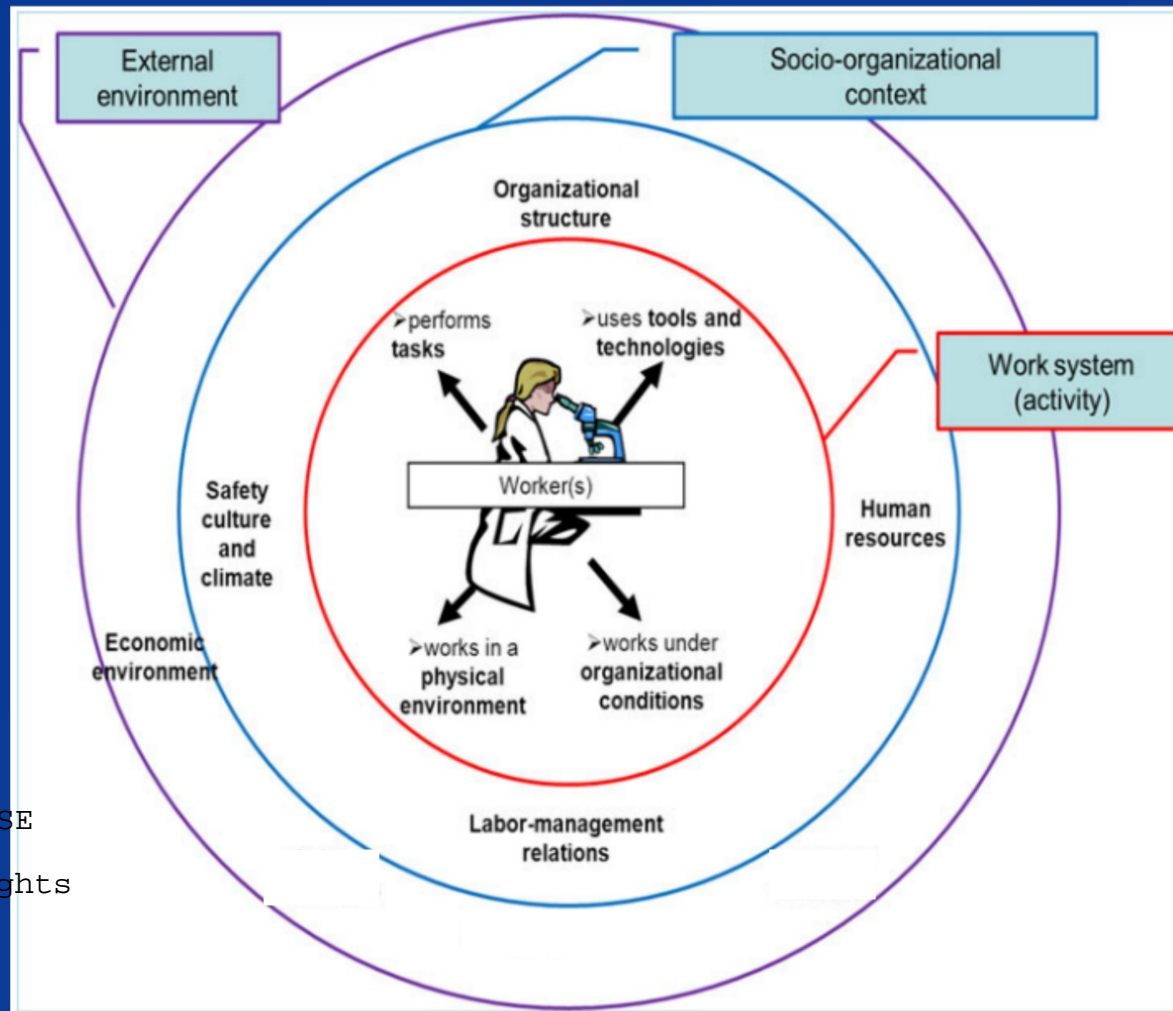 External
environment
Socio-organizational
context
Organizational
structure
➢performs
tasks
➢uses tools and
technologies
Work system
(activity)
Worker(s)
Safety
culture
and
climate
Human
resources
Economic
environment
➢works in a
physical
environment
➢works under
organizational
conditions
Labor-management
relations